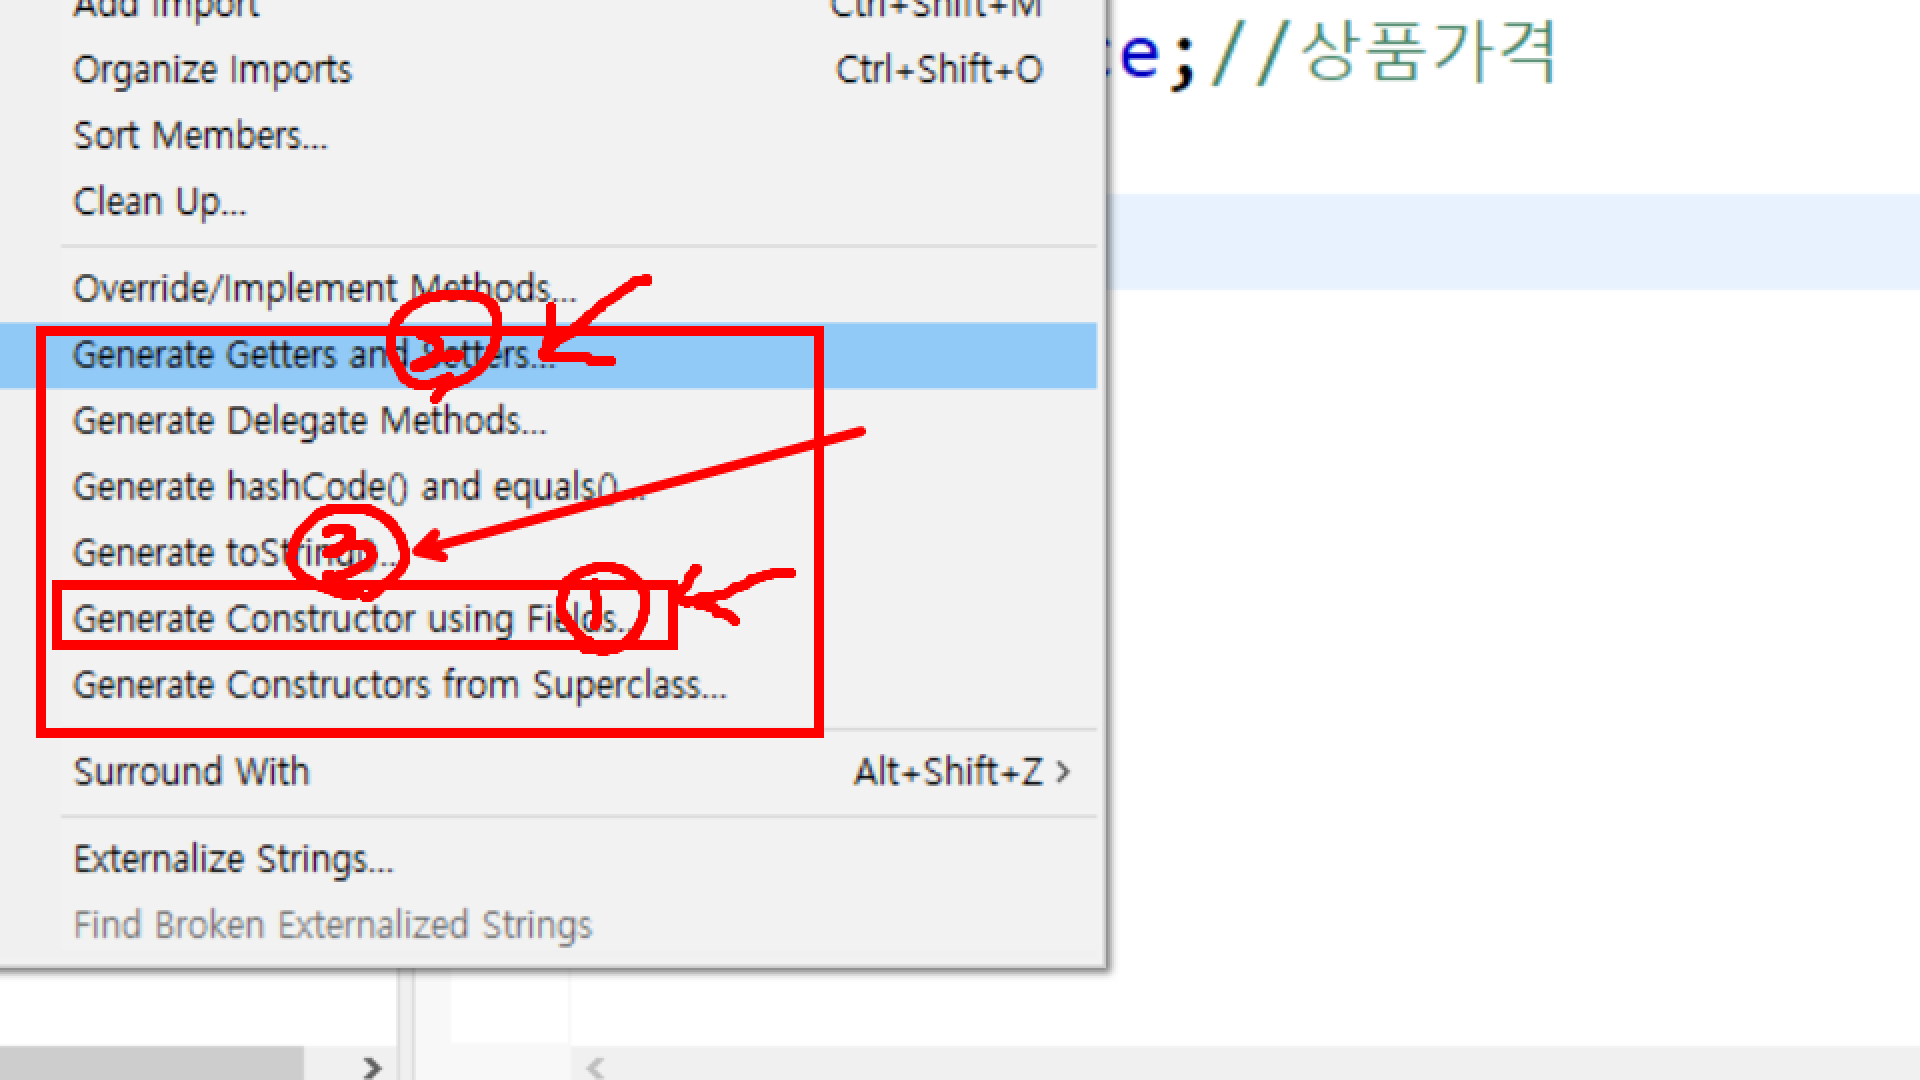 Add Import Ctrl+Shift+M
e;//상품가격
Organize Imports Ctrl+Shift+O
Sort Members...
Clean Up...
Override/Implement Methods...
②
Generate Getters and Setters...
Generate Delegate Methods...
Generate hashCode() and equals()...
③
Generate toString()...
①
Generate Constructor using Fields...
Generate Constructors from Superclass...
Surround With Alt+Shift+Z >
Externalize Strings...
Find Broken Externalized Strings